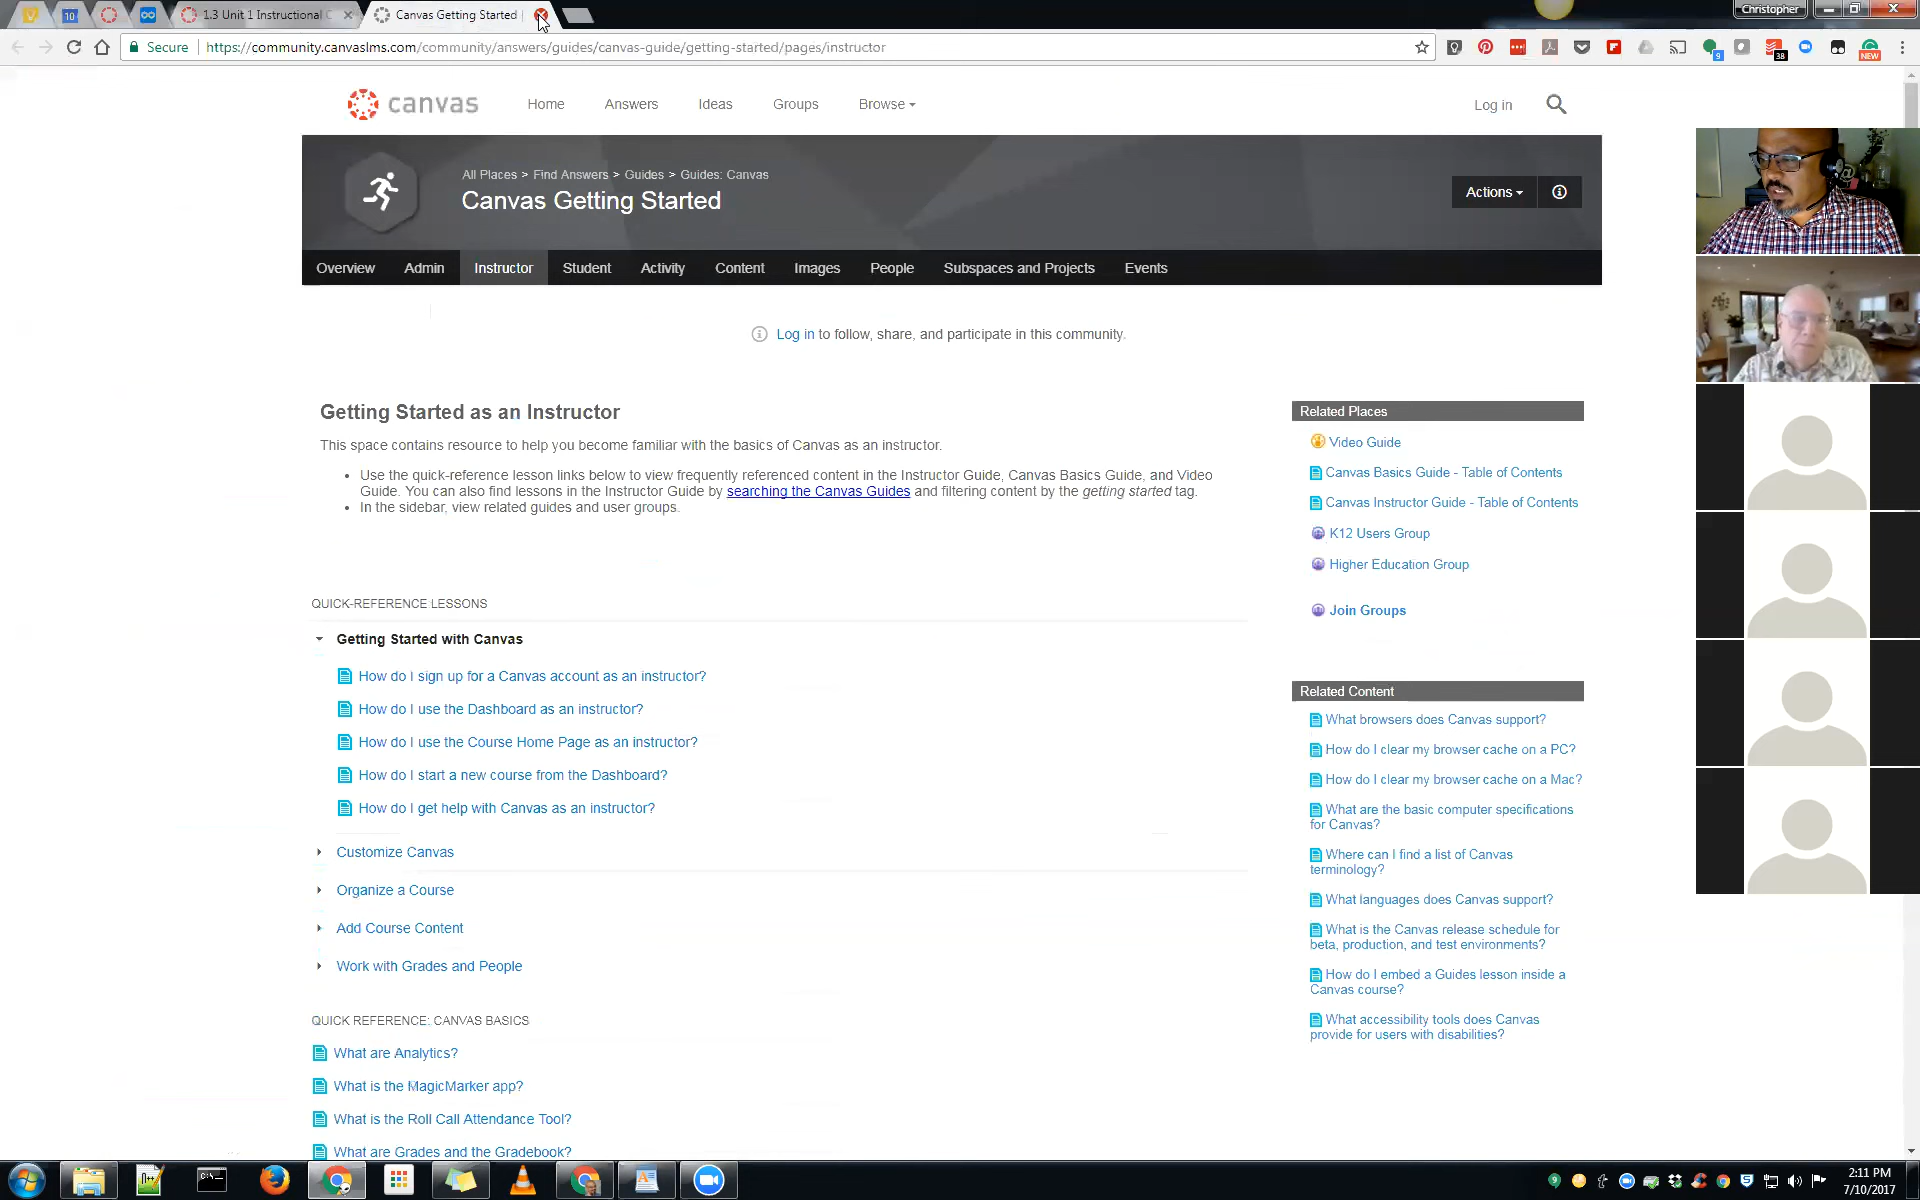 10
1.3 Unit 1 Instructional C
Canvas Getting Started |
Christopher
Secure
https://community.canvaslms.com/community/answers/guides/canvas-guide/getting-started/pages/instructor
9
38
NEW
canvas
Home
Answers
Ideas
Groups
Browse
Log in
All Places > Find Answers > Guides > Guides: Canvas
Canvas Getting Started
Actions
Overview
Admin
Instructor
Student
Activity
Content
Images
People
Subspaces and Projects
Events
Log in to follow, share, and participate in this community.
Getting Started as an Instructor
This space contains resource to help you become familiar with the basics of Canvas as an instructor.
Use the quick-reference lesson links below to view frequently referenced content in the Instructor Guide, Canvas Basics Guide, and Video
Guide. You can also find lessons in the Instructor Guide by searching the Canvas Guides and filtering content by the getting started tag.
In the sidebar, view related guides and user groups.
QUICK-REFERENCE LESSONS
Getting Started with Canvas
How do I sign up for a Canvas account as an instructor?
How do I use the Dashboard as an instructor?
How do I use the Course Home Page as an instructor?
How do I start a new course from the Dashboard?
How do I get help with Canvas as an instructor?
Customize Canvas
Organize a Course
Add Course Content
Work with Grades and People
QUICK REFERENCE: CANVAS BASICS
What are Analytics?
What is the MagicMarker app?
What is the Roll Call Attendance Tool?
What are Grades and the Gradebook?
Related Places
Video Guide
Canvas Basics Guide - Table of Contents
Canvas Instructor Guide - Table of Contents
K12 Users Group
Higher Education Group
Join Groups
Related Content
What browsers does Canvas support?
How do I clear my browser cache on a PC?
How do I clear my browser cache on a Mac?
What are the basic computer specifications
for Canvas?
Where can I find a list of Canvas
terminology?
What languages does Canvas support?
What is the Canvas release schedule for
beta, production, and test environments?
How do I embed a Guides lesson inside a
Canvas course?
What accessibility tools does Canvas
provide for users with disabilities?
2:11 PM
7/10/2017